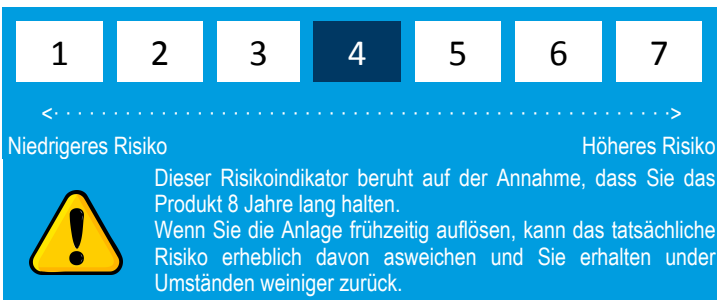 1 2 3 4 5 6 7
<· · · · · · · · · · · · · · · · · · · · · · · · · · · · · · · · · · · · · · · · · · · · · · · · · · · ·>
Niedrigeres Risiko Höheres Risiko
Dieser Risikoindikator beruht auf der Annahme, dass Sie das
Produkt 8 Jahre lang halten.
Wenn Sie die Anlage frühzeitig auflösen, kann das tatsächliche
Risiko erheblich davon asweichen und Sie erhalten under
Umständen weiniger zurück.